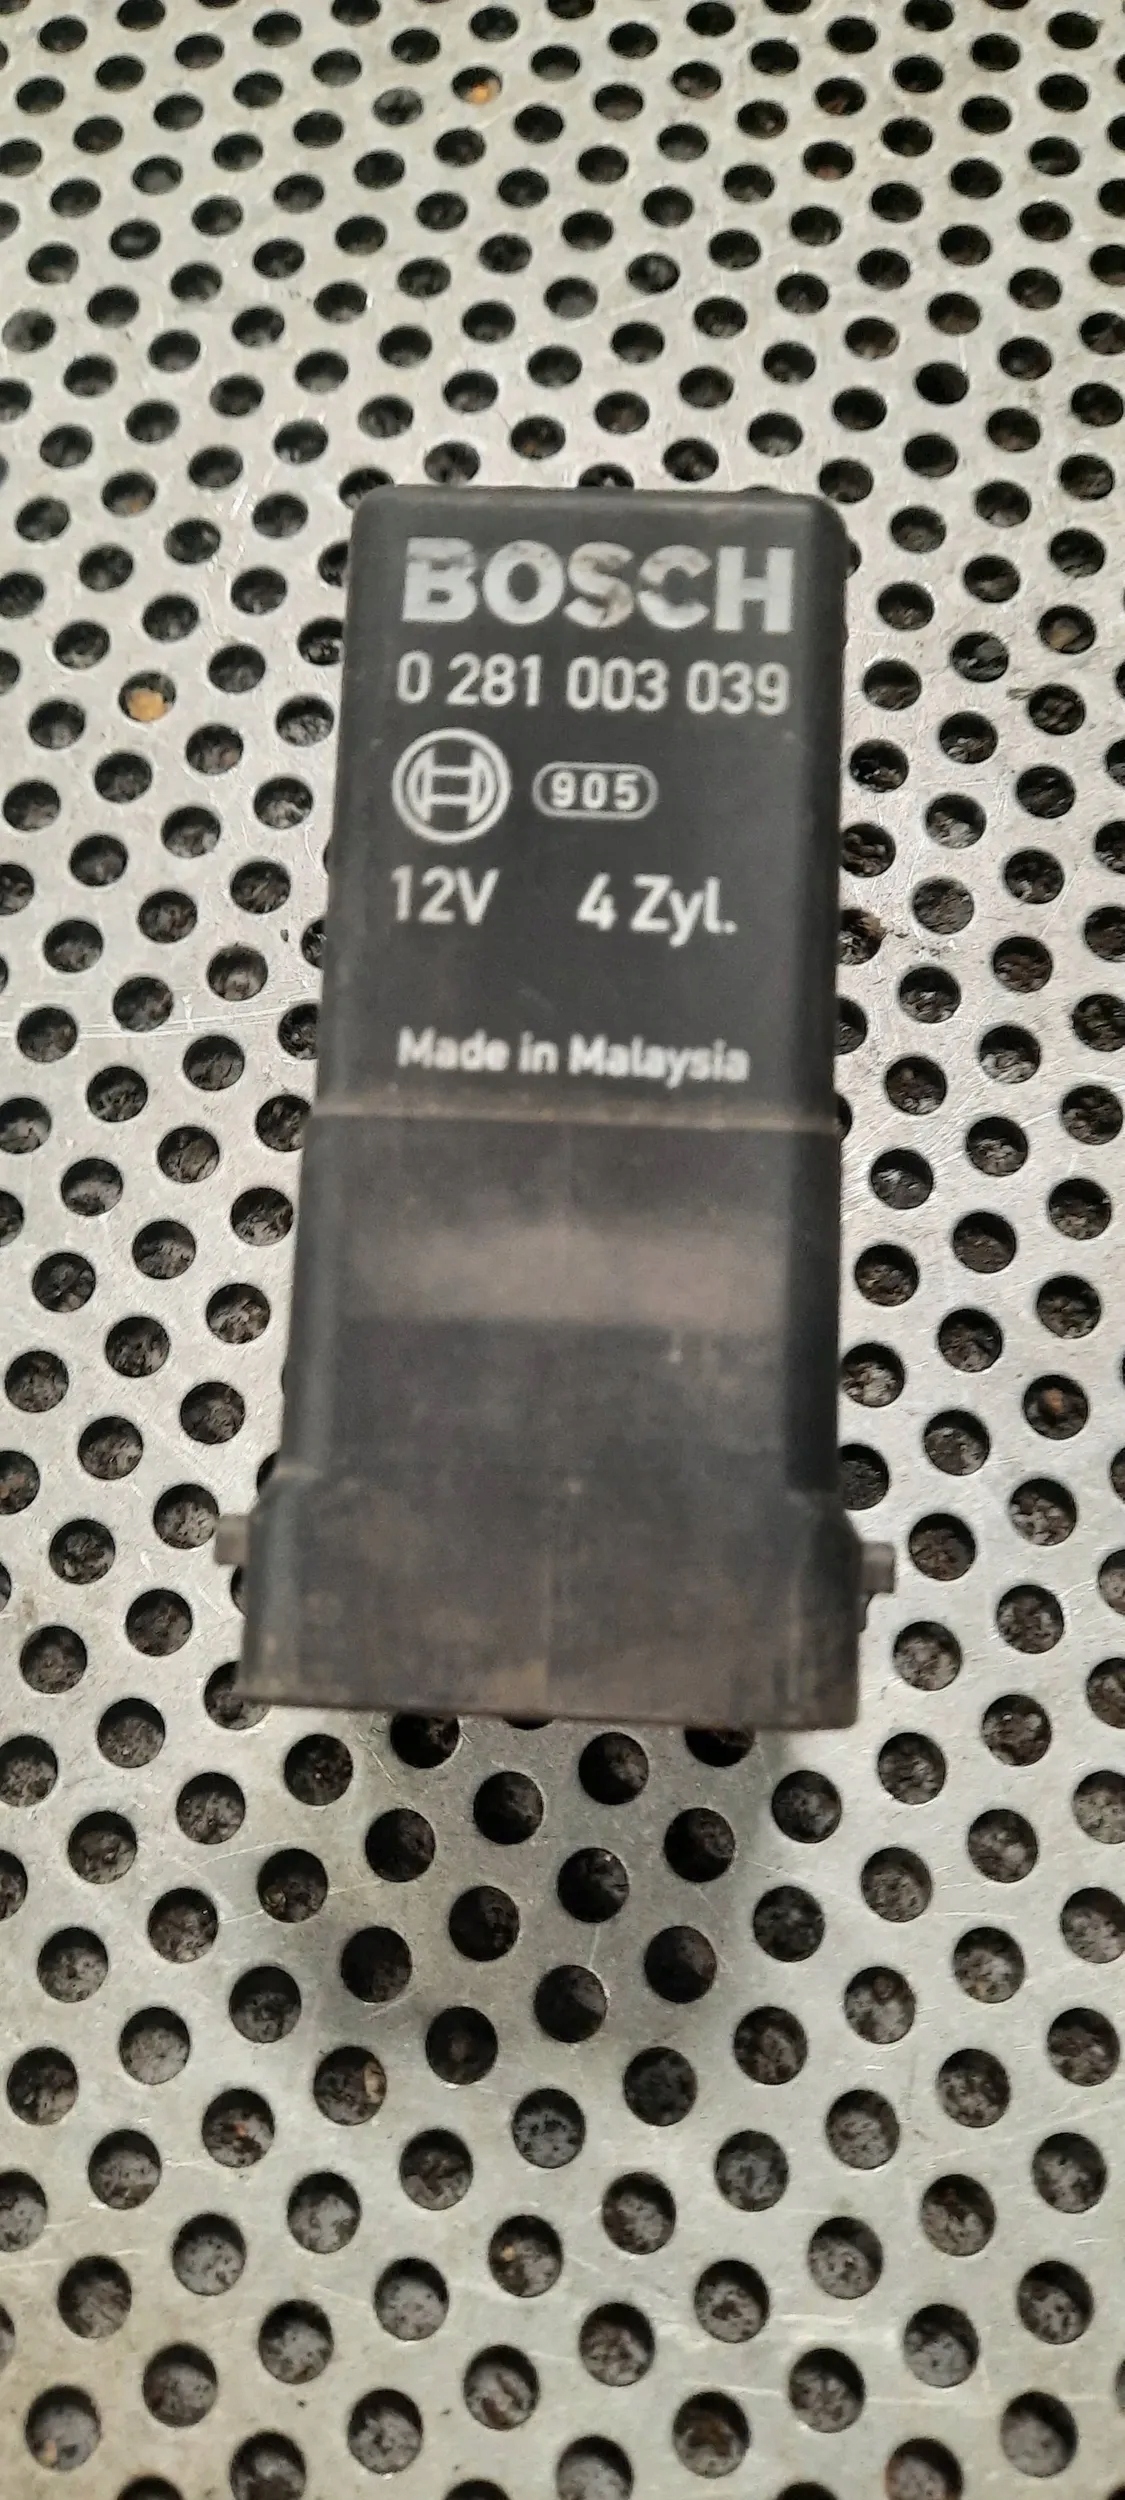 BOSCH
0 281 003 039
905
12V 4 Zyl.
Made in Malaysia